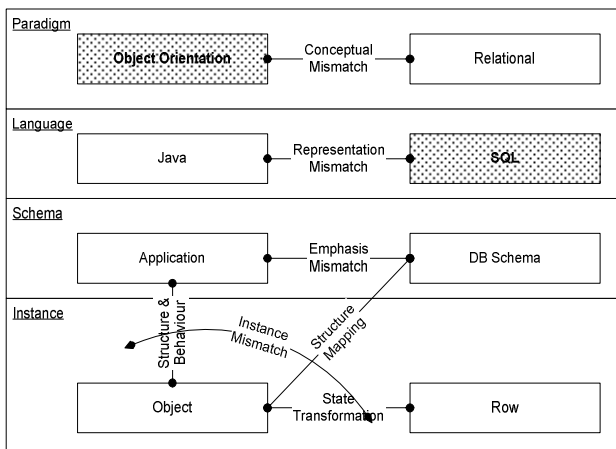 Paradigm
Object Orientation
Conceptual
Mismatch
Relational
Language
Java
Representation
Mismatch
SQL
Schema
Application
Emphasis
Mismatch
DB Schema
Instance
Structure &
Behaviour
Instance
Mismatch
Structure
Mapping
Object
State
Transformation
Row